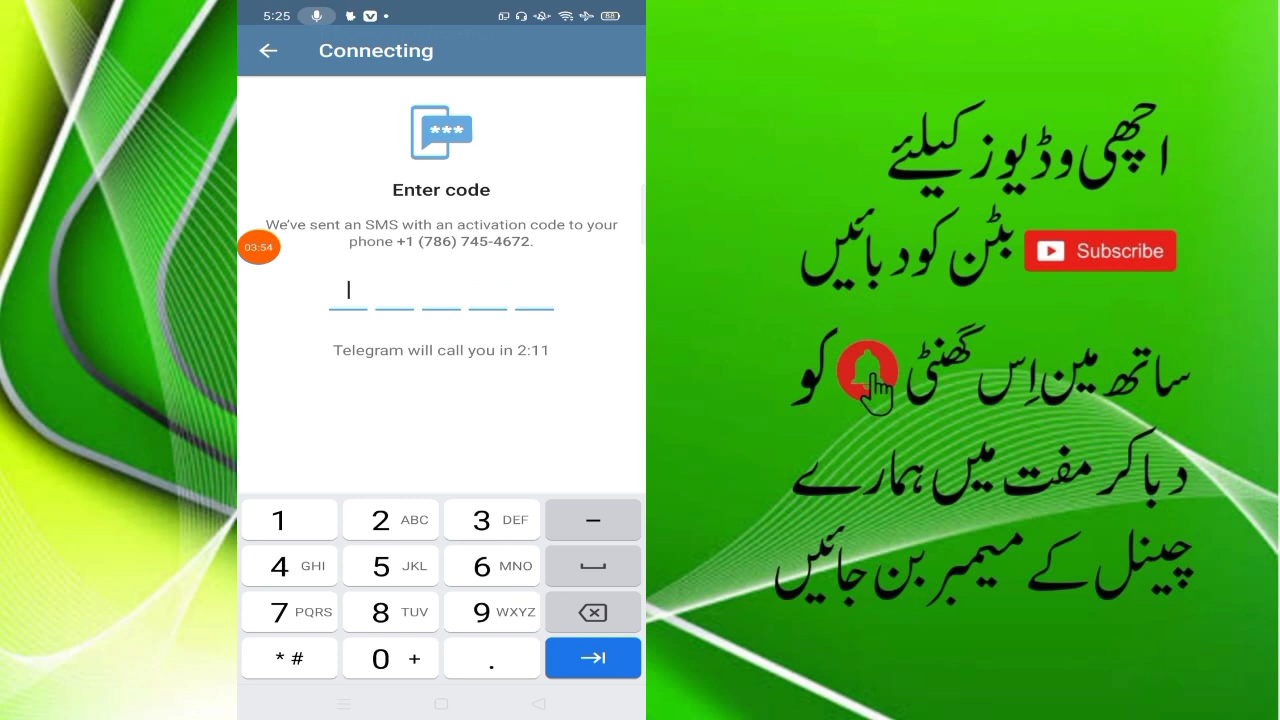 5:25
Connecting
***
Enter code
We've sent an SMS with an activation code to your
phone +1 (786) 745-4672.
03:54
Telegram will call you in 2:11
1 2 ABC 3 DEF −
4 GHI 5 JKL 6 MNO
7 PQRS 8 TUV 9 WXYZ
* # 0 + .
اچھی وڈیوز کیلئے
Subscribe بٹن کو دبائیں
ساتھ مین اِس گھنٹی کو
دبا کر مفت میں ہمارے
چینل کے میمبر بن جائیں